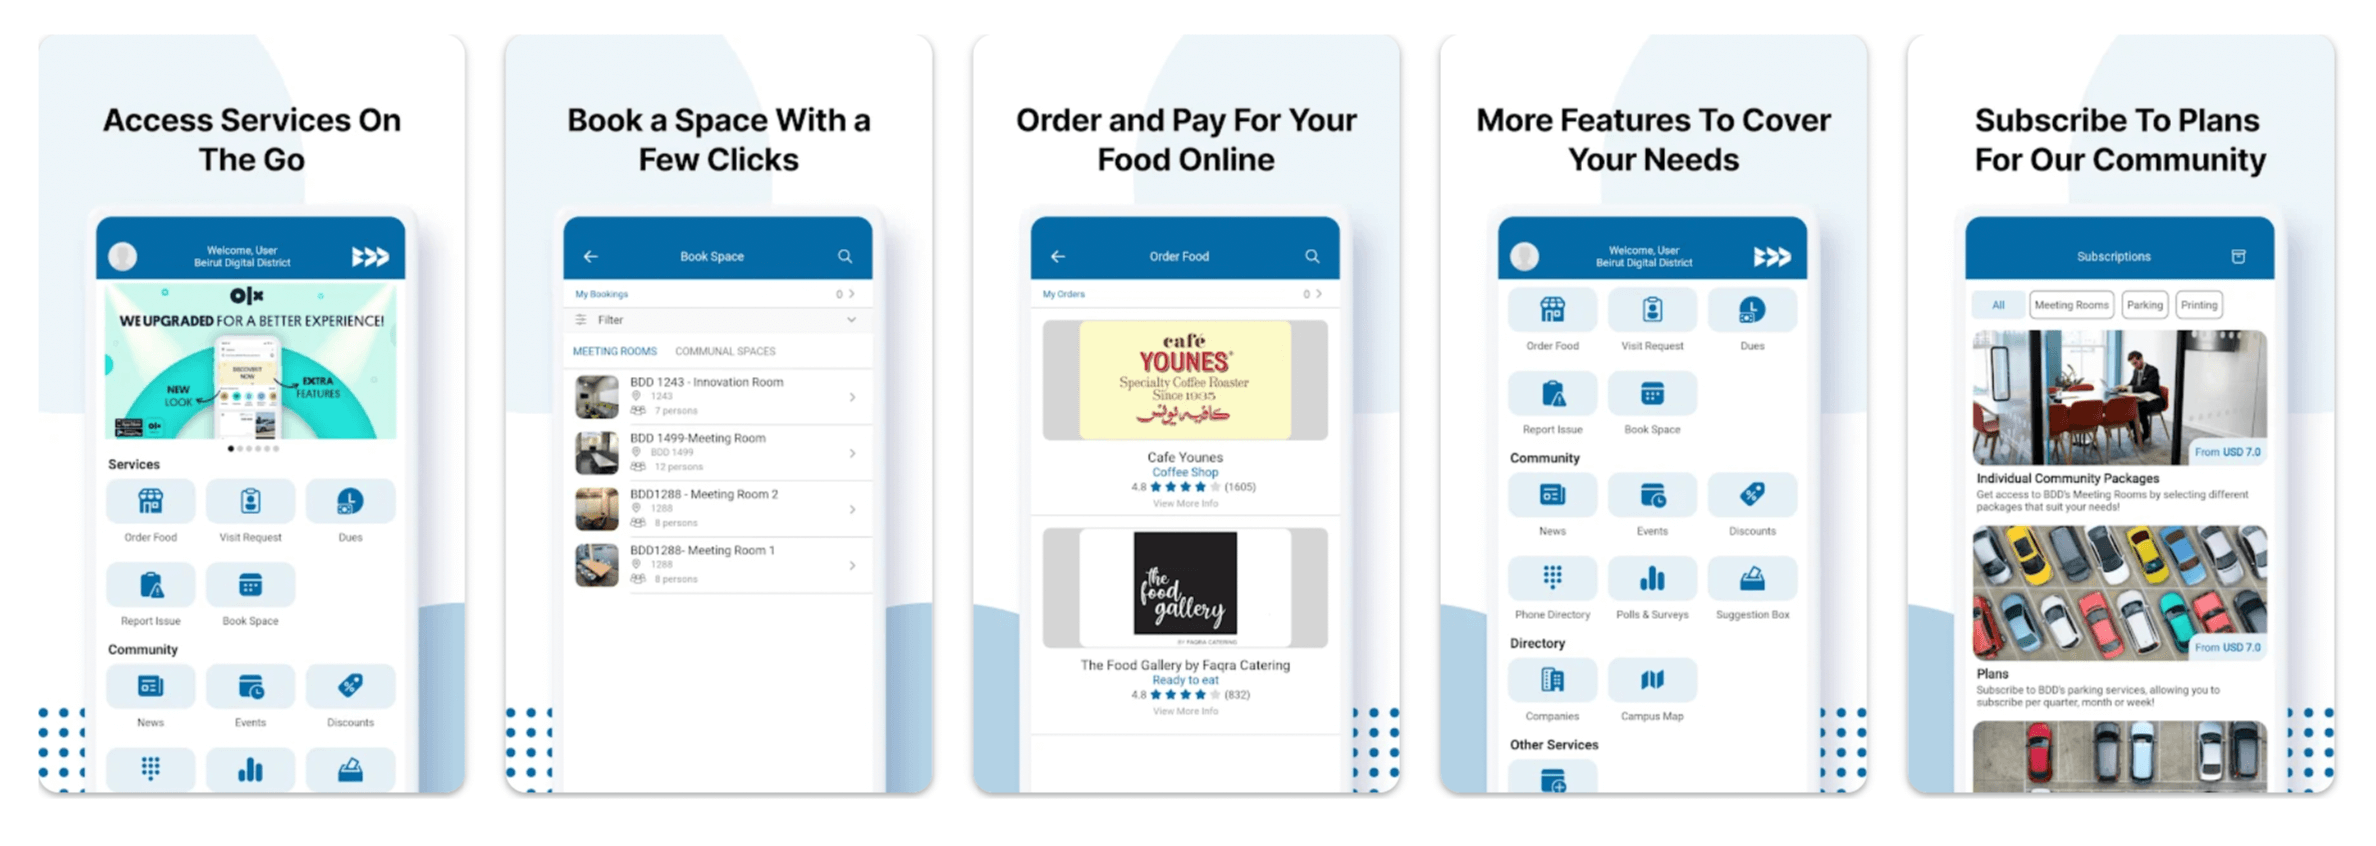 Access Services On
The Go
Welcome, User
Beirut Digital District
olx
WE UPGRADED FOR A BETTER EXPERIENCE!
DISCOVER IT
NOW
NEW
LOOK
EXTRA
FEATURES
olx
Services
Order Food
Visit Request
Dues
Report Issue
Book Space
Community
News
Events
Discounts
Book a Space With a
Few Clicks
Book Space
My Bookings
0
Filter
MEETING ROOMS
COMMUNAL SPACES
BDD 1243 - Innovation Room
1243
7 persons
BDD 1499-Meeting Room
BDD 1499
12 persons
BDD1288 - Meeting Room 2
1288
8 persons
BDD1288- Meeting Room 1
1288
8 persons
Order and Pay For Your
Food Online
Order Food
My Orders
0
café
YOUNES®
Specialty Coffee Roaster
Since 1935
كافيه يونس
Cafe Younes
Coffee Shop
4.8 (1605)
View More Info
the
food
gallery
BY FAQRA CATERING
The Food Gallery by Faqra Catering
Ready to eat
4.8 (832)
View More Info
More Features To Cover
Your Needs
Welcome, User
Beirut Digital District
Order Food
Visit Request
Dues
Report Issue
Book Space
Community
News
Events
Discounts
Phone Directory
Polls & Surveys
Suggestion Box
Directory
Companies
Campus Map
Other Services
Subscribe To Plans
For Our Community
Subscriptions
All
Meeting Rooms
Parking
Printing
From USD 7.0
Individual Community Packages
Get access to BDD's Meeting Rooms by selecting different
packages that suit your needs!
From USD 7.0
Plans
Subscribe to BDD's parking services, allowing you to
subscribe per quarter, month or week!